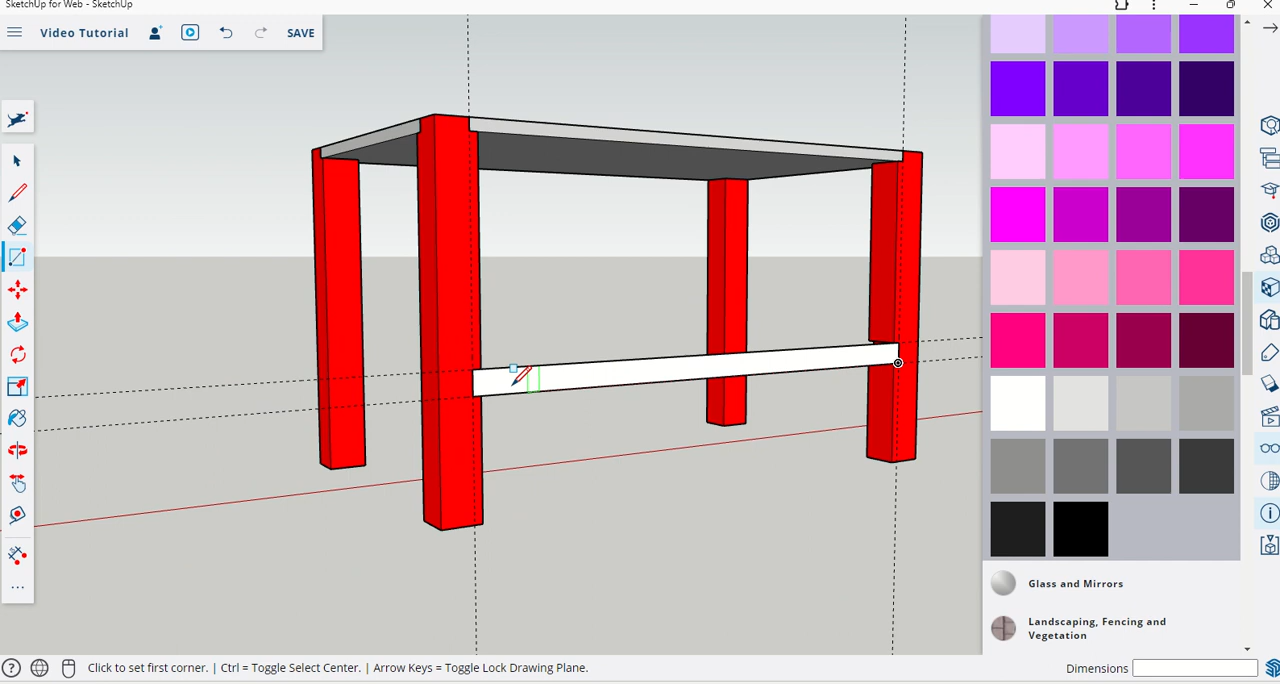 SketchUp for Web - SketchUp
Video Tutorial
SAVE
Glass and Mirrors
Landscaping, Fencing and
Vegetation
Click to set first corner. | Ctrl = Toggle Select Center. | Arrow Keys = Toggle Lock Drawing Plane.
Dimensions